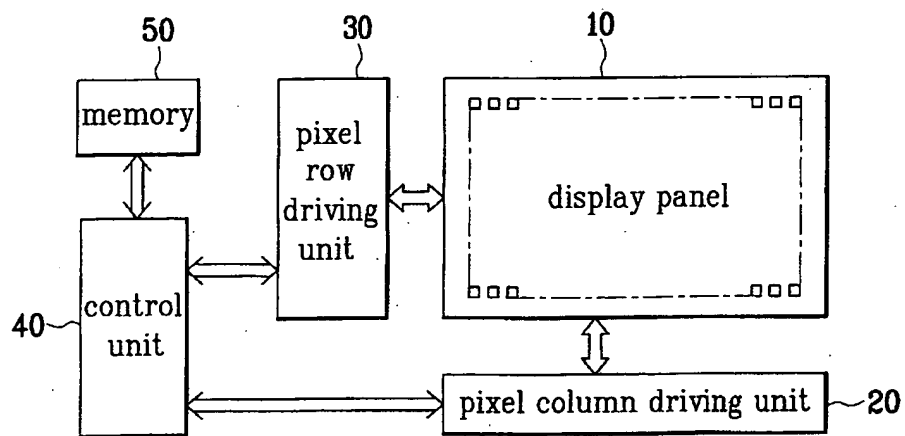 50
30
10
memory
pixel
row
driving
unit
display panel
40
control
unit
pixel column driving unit
20